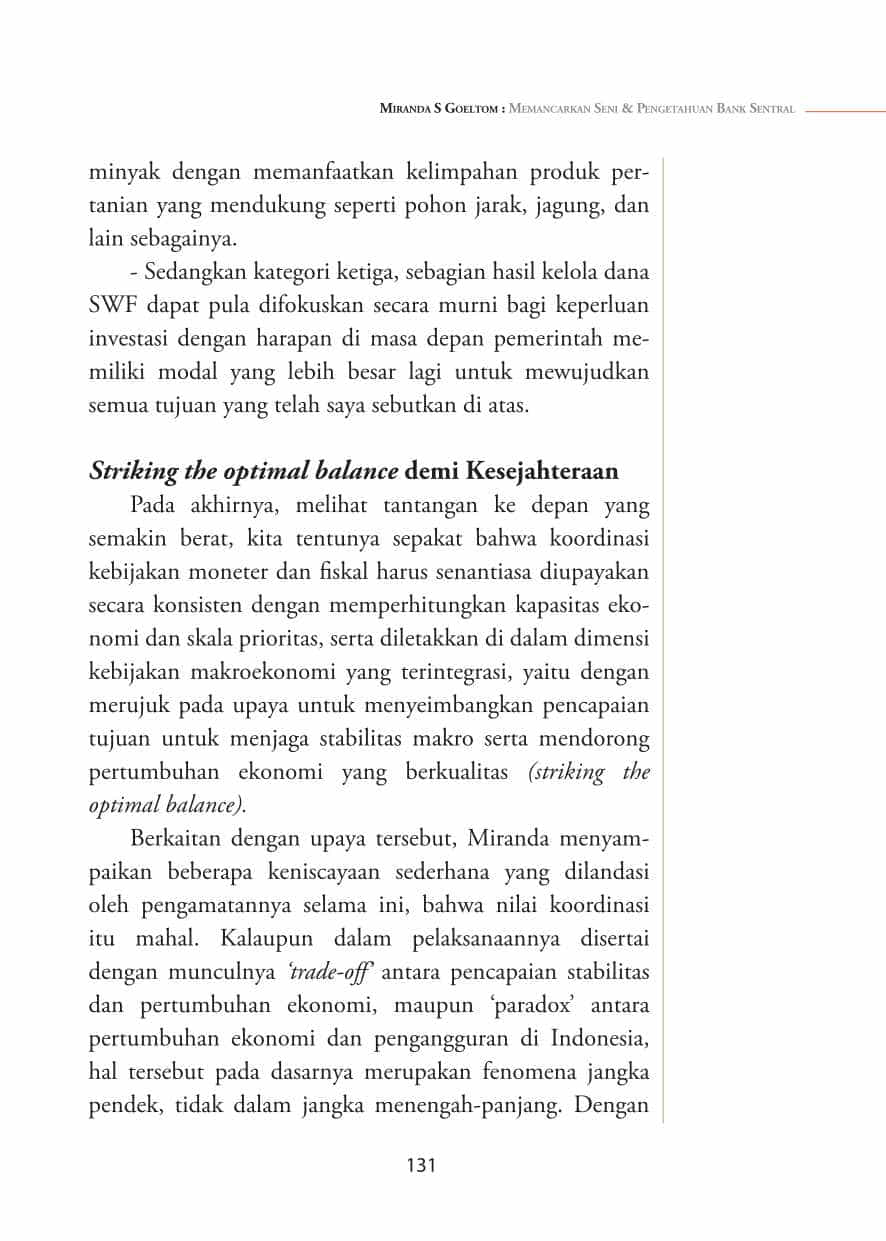 MIRANDA S GOELTOM : MEMANCARKAN SENI & PENGETAHUAN BANK SENTRAL
minyak dengan memanfaatkan kelimpahan produk per-
tanian yang mendukung seperti pohon jarak, jagung, dan
lain sebagainya.
- Sedangkan kategori ketiga, sebagian hasil kelola dana
SWF dapat pula difokuskan secara murni bagi keperluan
investasi dengan harapan di masa depan pemerintah me-
miliki modal yang lebih besar lagi untuk mewujudkan
semua tujuan yang telah saya sebutkan di atas.
Striking the optimal balance demi Kesejahteraan
Pada akhirnya, melihat tantangan ke depan yang
semakin berat, kita tentunya sepakat bahwa koordinasi
kebijakan moneter dan fiskal harus senantiasa diupayakan
secara konsisten dengan memperhitungkan kapasitas eko-
nomi dan skala prioritas, serta diletakkan di dalam dimensi
kebijakan makroekonomi yang terintegrasi, yaitu dengan
merujuk pada upaya untuk menyeimbangkan pencapaian
tujuan untuk menjaga stabilitas makro serta mendorong
pertumbuhan ekonomi yang berkualitas (striking the
optimal balance).
Berkaitan dengan upaya tersebut, Miranda menyam-
paikan beberapa keniscayaan sederhana yang dilandasi
oleh pengamatannya selama ini, bahwa nilai koordinasi
itu mahal. Kalaupun dalam pelaksanaannya disertai
dengan munculnya ‘trade-off’ antara pencapaian stabilitas
dan pertumbuhan ekonomi, maupun ‘paradox’ antara
pertumbuhan ekonomi dan pengangguran di Indonesia,
hal tersebut pada dasarnya merupakan fenomena jangka
pendek, tidak dalam jangka menengah-panjang. Dengan
131